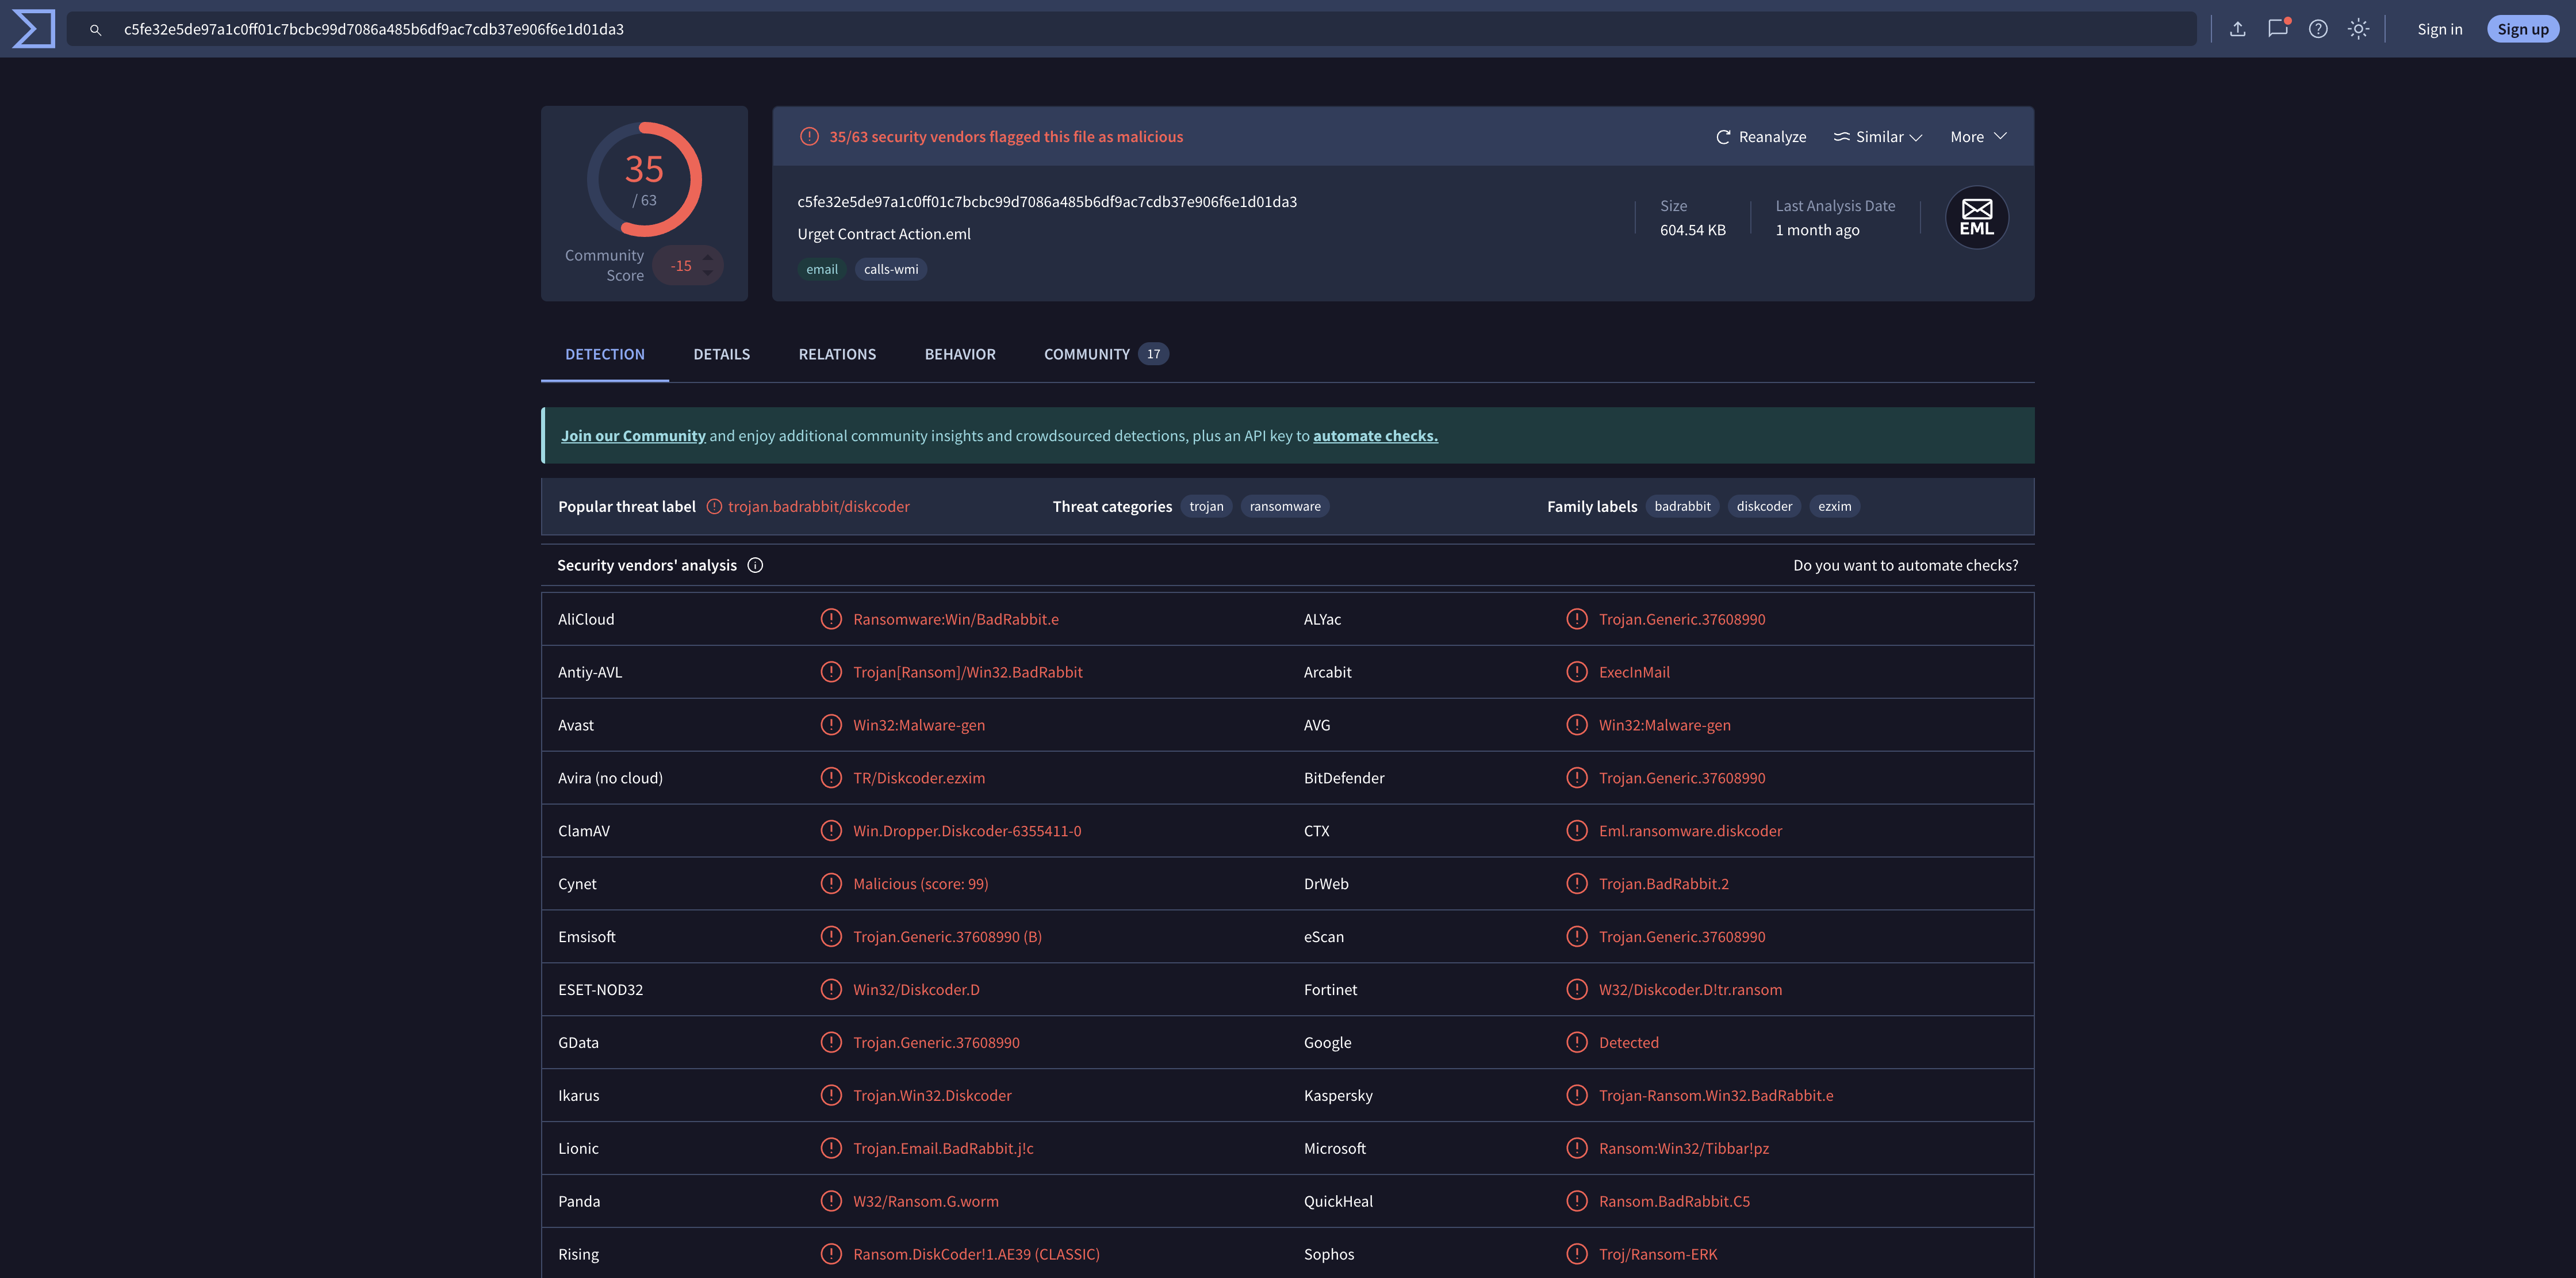 c5fe32e5de97a1c0ff01c7bcbc99d7086a485b6df9ac7cdb37e906f6e1d01da3
Sign in
Sign up
35
/ 63
Community
Score
-15
35/63 security vendors flagged this file as malicious
Reanalyze
Similar
More
c5fe32e5de97a1c0ff01c7bcbc99d7086a485b6df9ac7cdb37e906f6e1d01da3
Urget Contract Action.eml
email
calls-wmi
Size
604.54 KB
Last Analysis Date
1 month ago
EML
DETECTION
DETAILS
RELATIONS
BEHAVIOR
COMMUNITY
17
Join our Community and enjoy additional community insights and crowdsourced detections, plus an API key to automate checks.
Popular threat label
trojan.badrabbit/diskcoder
Threat categories
trojan
ransomware
Family labels
badrabbit
diskcoder
ezxim
Security vendors' analysis
Do you want to automate checks?
AliCloud
Ransomware:Win/BadRabbit.e
ALYac
Trojan.Generic.37608990
Antiy-AVL
Trojan[Ransom]/Win32.BadRabbit
Arcabit
ExecInMail
Avast
Win32:Malware-gen
AVG
Win32:Malware-gen
Avira (no cloud)
TR/Diskcoder.ezxim
BitDefender
Trojan.Generic.37608990
ClamAV
Win.Dropper.Diskcoder-6355411-0
CTX
Eml.ransomware.diskcoder
Cynet
Malicious (score: 99)
DrWeb
Trojan.BadRabbit.2
Emsisoft
Trojan.Generic.37608990 (B)
eScan
Trojan.Generic.37608990
ESET-NOD32
Win32/Diskcoder.D
Fortinet
W32/Diskcoder.D!tr.ransom
GData
Trojan.Generic.37608990
Google
Detected
Ikarus
Trojan.Win32.Diskcoder
Kaspersky
Trojan-Ransom.Win32.BadRabbit.e
Lionic
Trojan.Email.BadRabbit.j!c
Microsoft
Ransom:Win32/Tibbar!pz
Panda
W32/Ransom.G.worm
QuickHeal
Ransom.BadRabbit.C5
Rising
Ransom.DiskCoder!1.AE39 (CLASSIC)
Sophos
Troj/Ransom-ERK